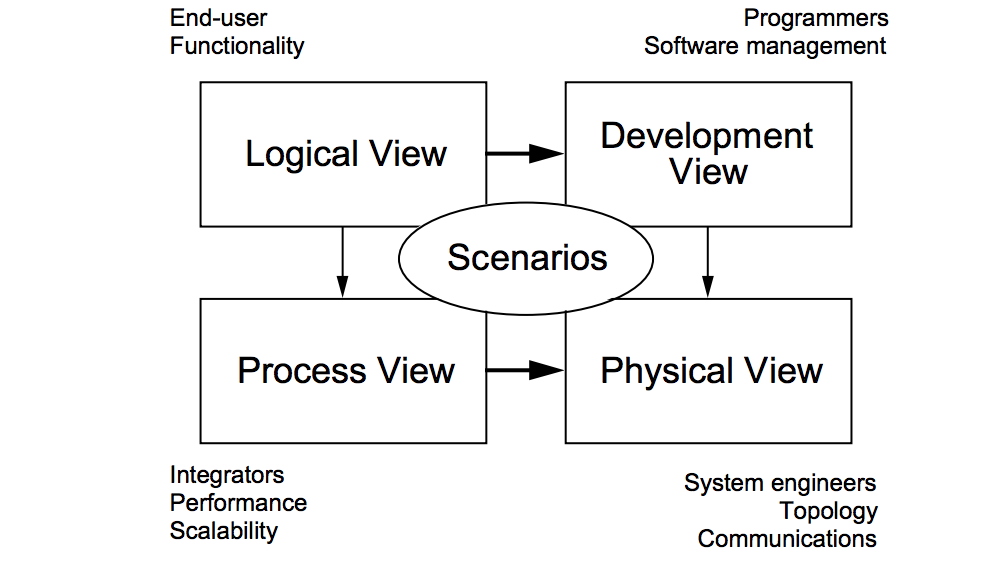 End-user
Functionality
Programmers
Software management
Logical View
Development
View
Scenarios
Process View
Physical View
Integrators
Performance
Scalability
System engineers
Topology
Communications